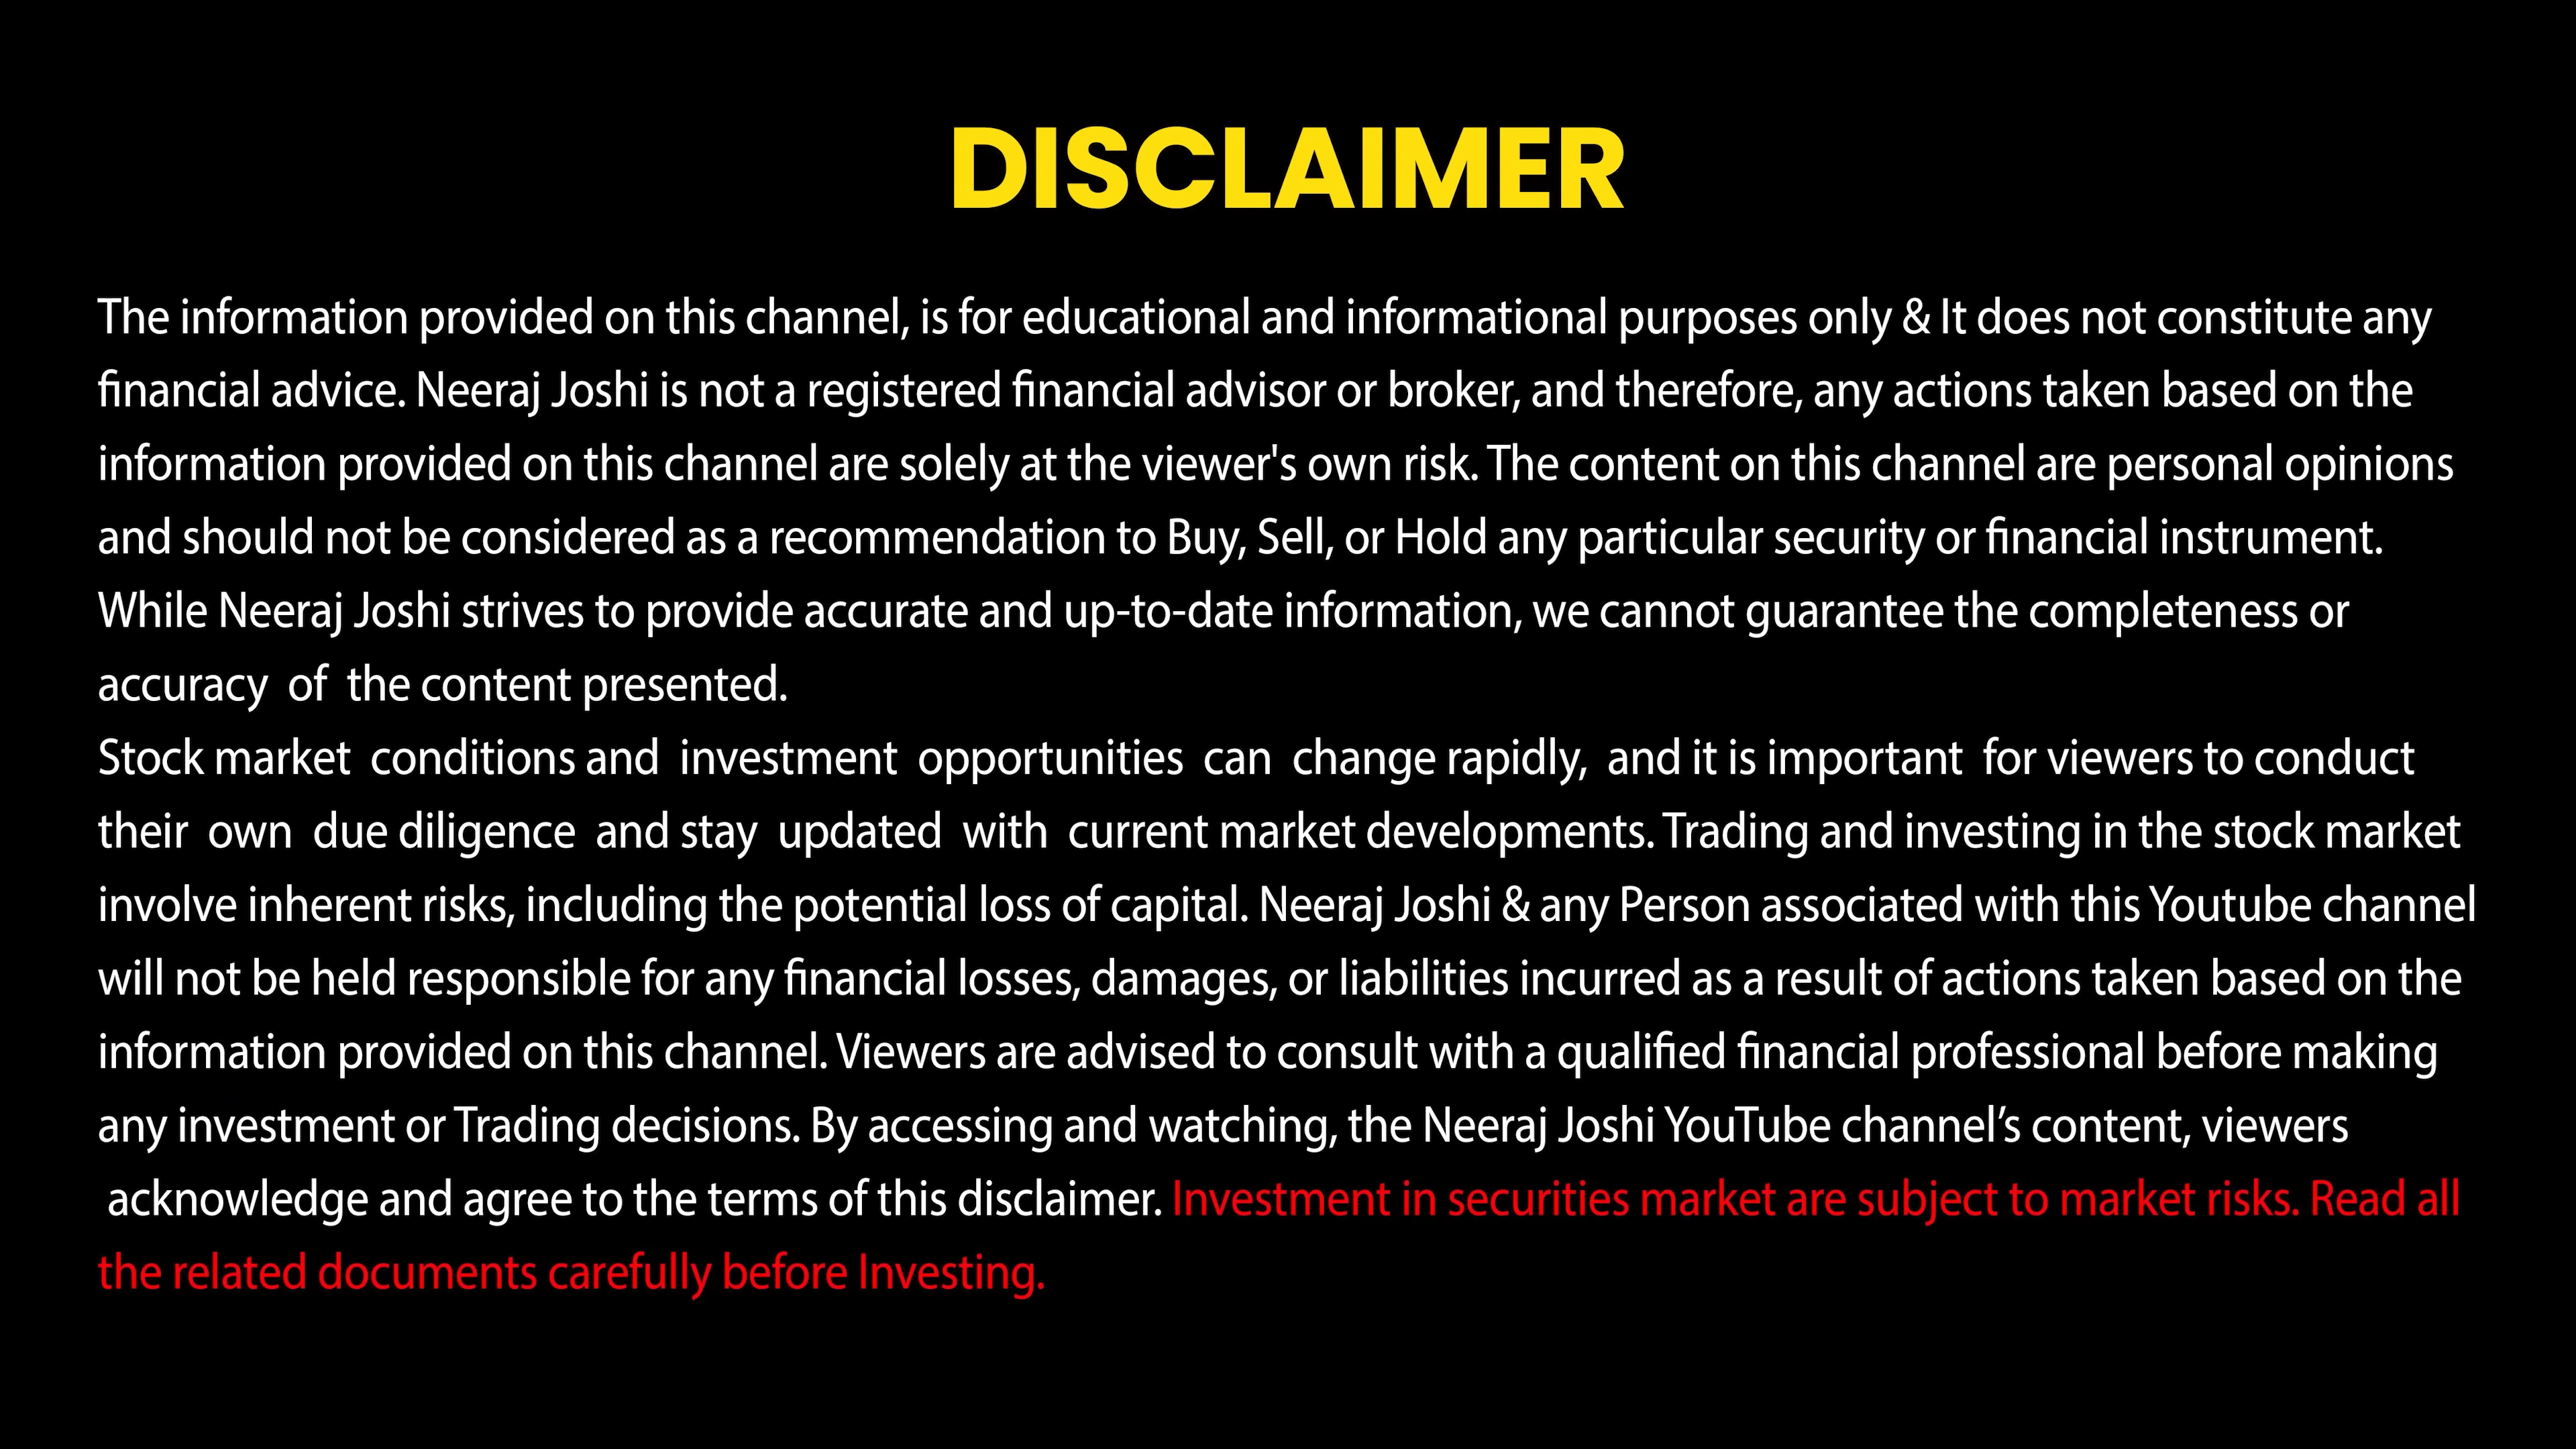 DISCLAIMER
The information provided on this channel, is for educational and informational purposes only & It does not constitute any
financial advice. Neeraj Joshi is not a registered financial advisor or broker, and therefore, any actions taken based on the
information provided on this channel are solely at the viewer's own risk. The content on this channel are personal opinions
and should not be considered as a recommendation to Buy, Sell, or Hold any particular security or financial instrument.
While Neeraj Joshi strives to provide accurate and up-to-date information, we cannot guarantee the completeness or
accuracy of the content presented.
Stock market conditions and investment opportunities can change rapidly, and it is important for viewers to conduct
their own due diligence and stay updated with current market developments. Trading and investing in the stock market
involve inherent risks, including the potential loss of capital. Neeraj Joshi & any Person associated with this Youtube channel
will not be held responsible for any financial losses, damages, or liabilities incurred as a result of actions taken based on the
information provided on this channel. Viewers are advised to consult with a qualified financial professional before making
any investment or Trading decisions. By accessing and watching, the Neeraj Joshi YouTube channel’s content, viewers
acknowledge and agree to the terms of this disclaimer. Investment in securities market are subject to market risks. Read all
the related documents carefully before Investing.